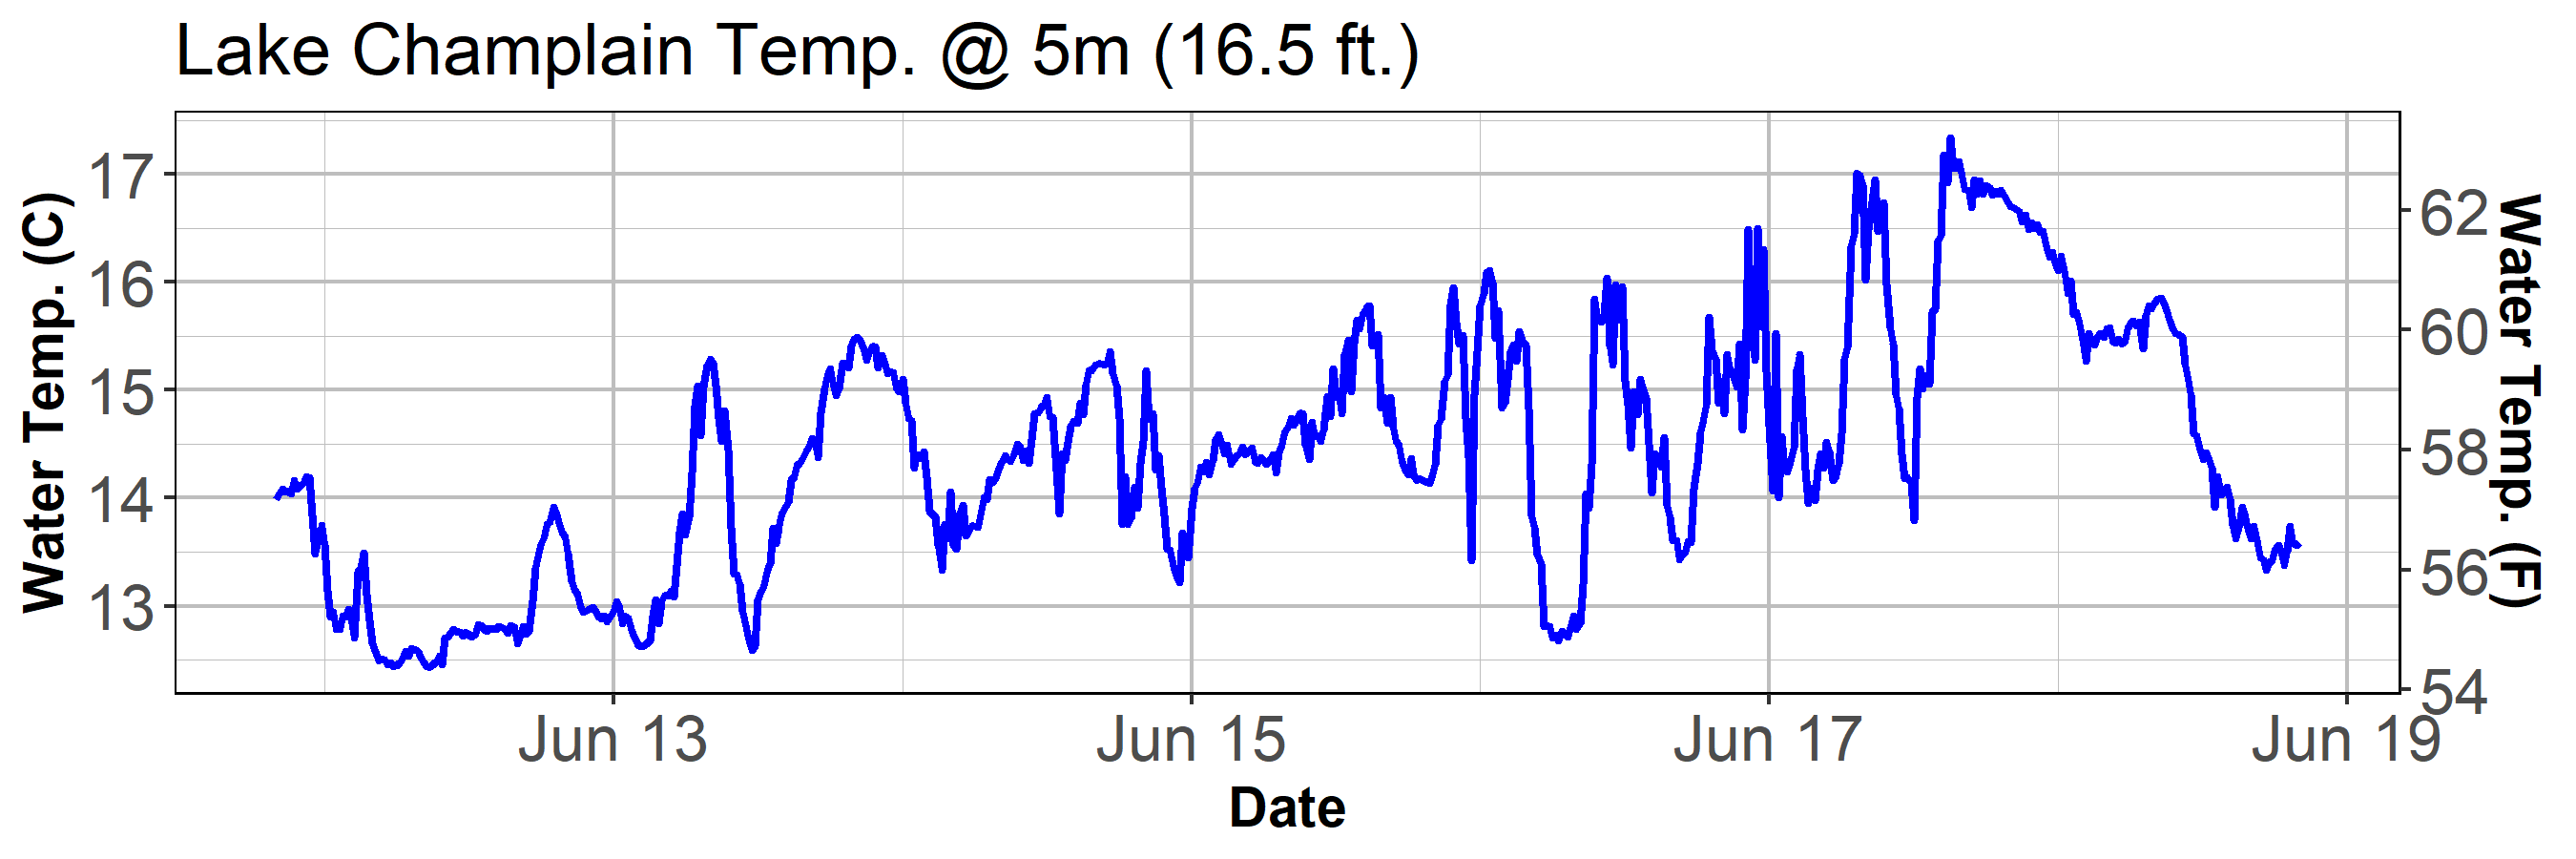 Lake Champlain Temp. @ 5m (16.5 ft.)
Water Temp. (C)
17
16
15
14
13
62
60
58
56
54
Water Temp. (F)
Jun 13
Jun 15
Jun 17
Jun 19
Date